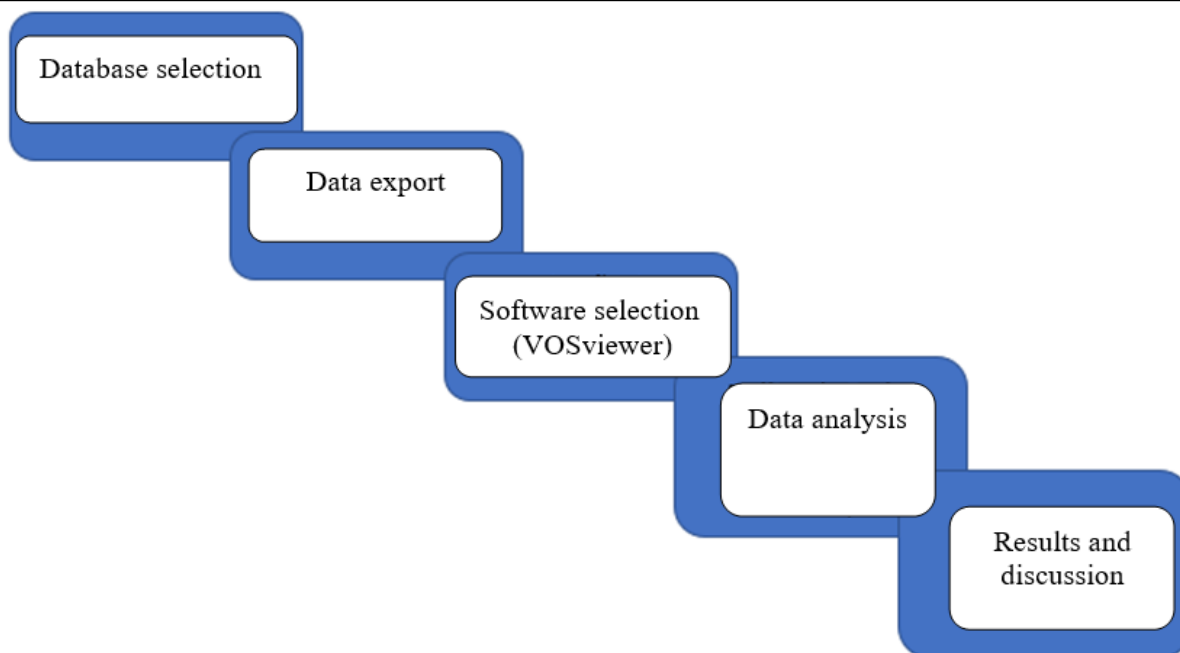 Database selection
Data export
Software selection
(VOSviewer)
Data analysis
Results and
discussion